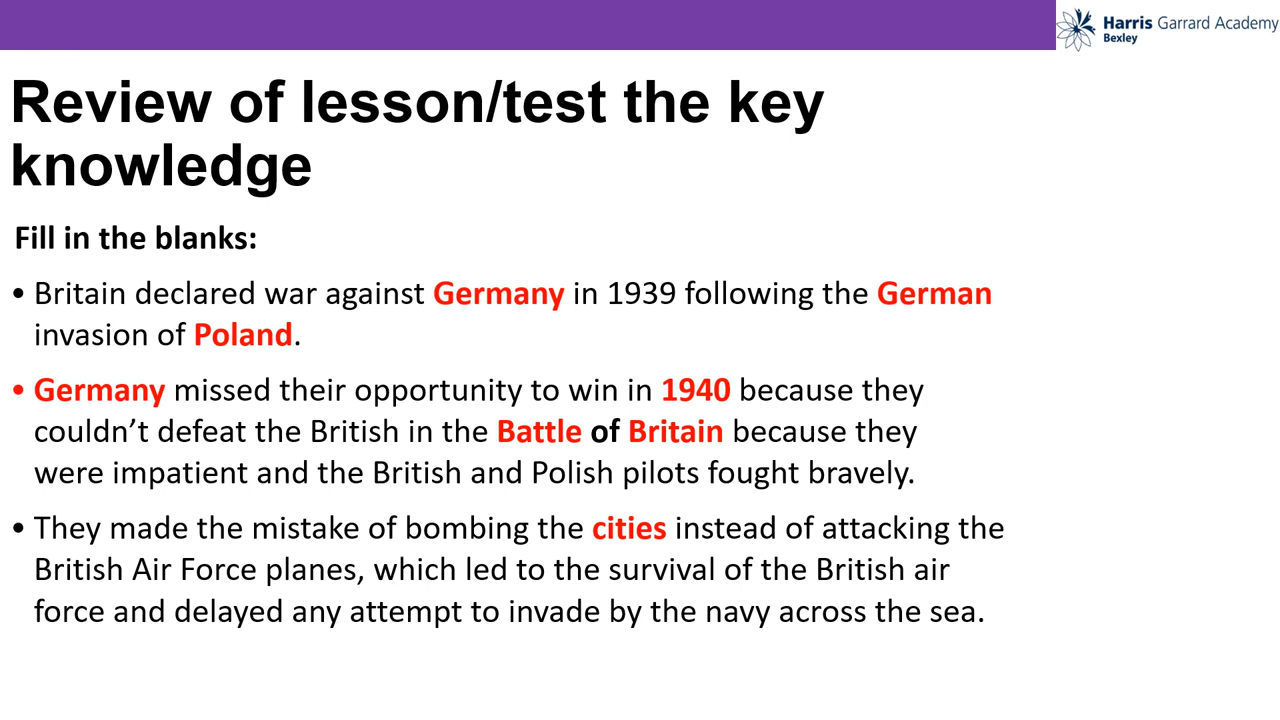 Harris Garrard Academy
Bexley
Review of lesson/test the key
knowledge
Fill in the blanks:
• Britain declared war against Germany in 1939 following the German
invasion of Poland.
• Germany missed their opportunity to win in 1940 because they
couldn’t defeat the British in the Battle of Britain because they
were impatient and the British and Polish pilots fought bravely.
• They made the mistake of bombing the cities instead of attacking the
British Air Force planes, which led to the survival of the British air
force and delayed any attempt to invade by the navy across the sea.